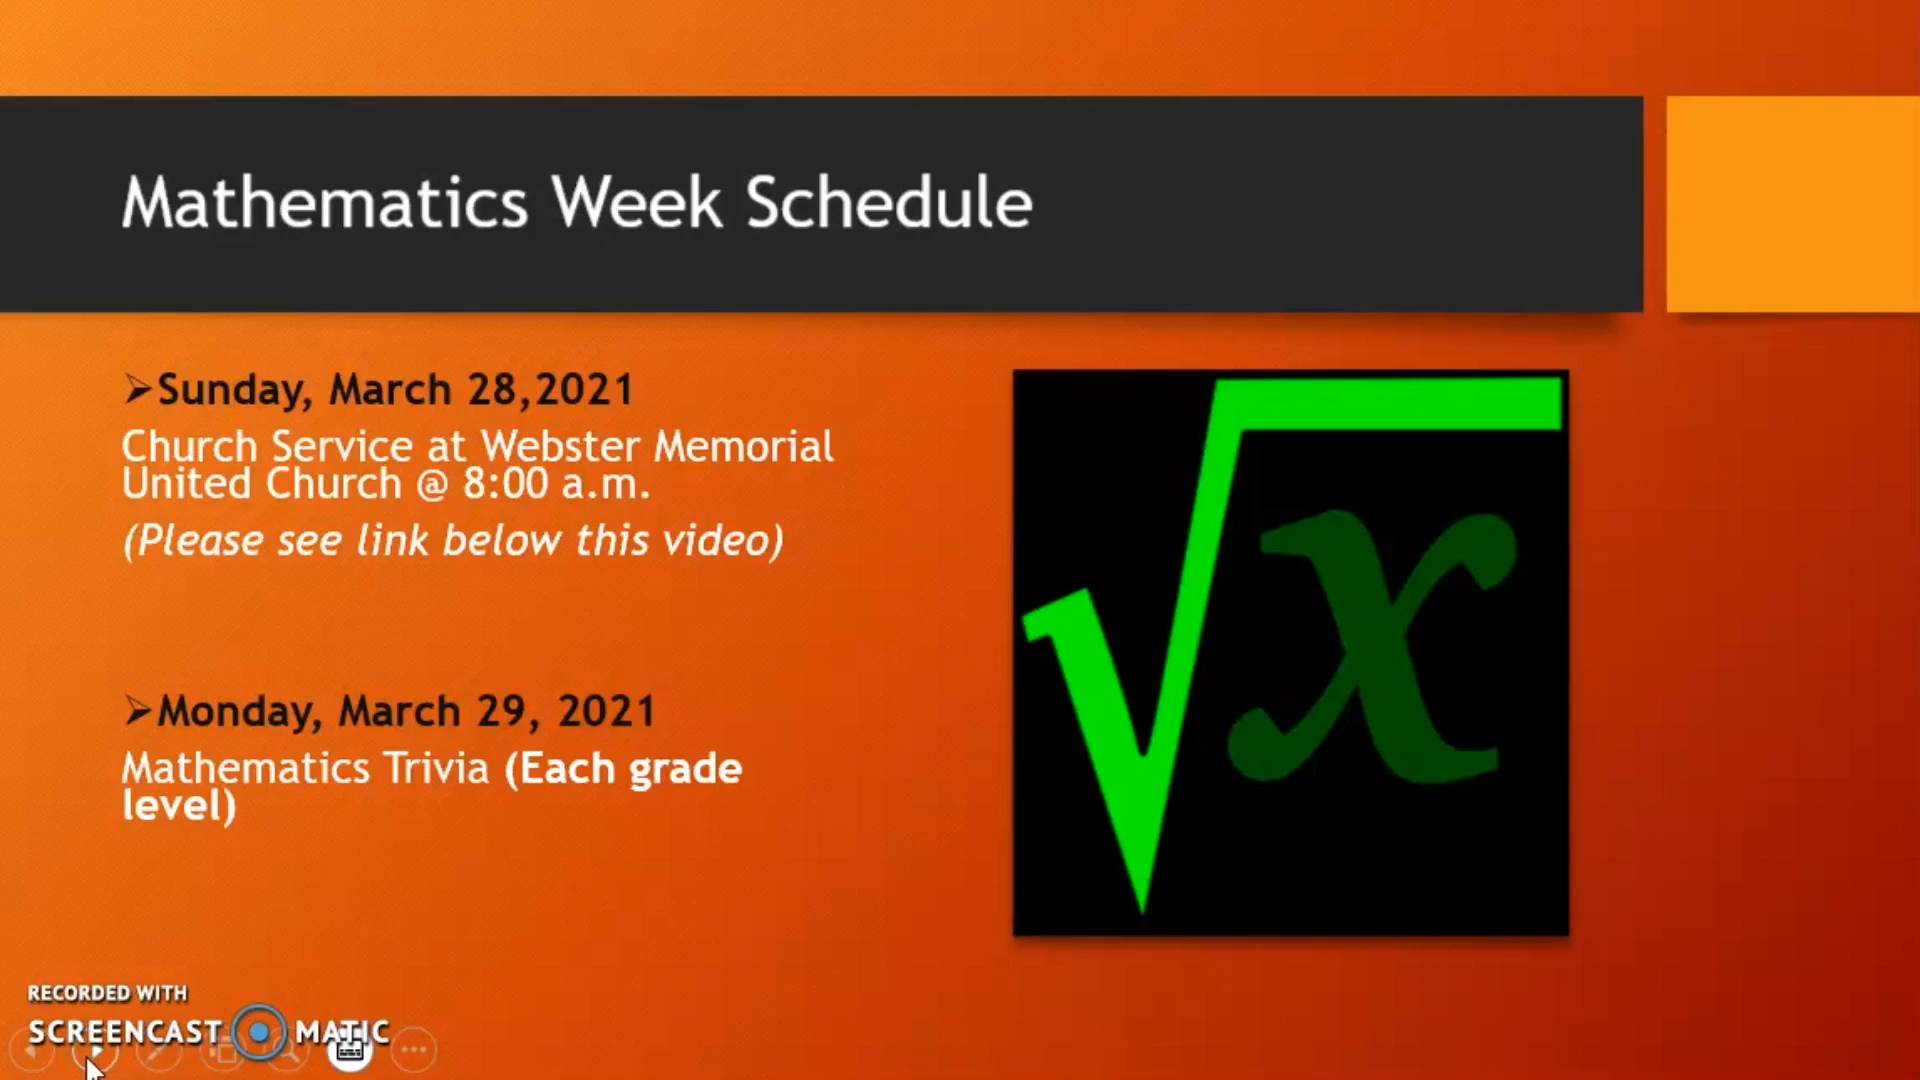 Mathematics Week Schedule
➢Sunday, March 28,2021
Church Service at Webster Memorial
United Church @ 8:00 a.m.
(Please see link below this video)
➢Monday, March 29, 2021
Mathematics Trivia (Each grade
level)
√x
RECORDED WITH
SCREENCAST MATIC